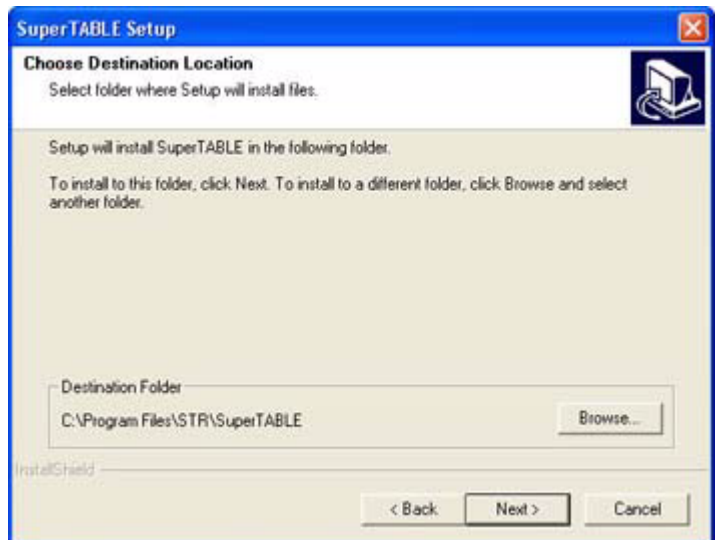 SuperTABLE Setup
Choose Destination Location
Select folder where Setup will install files.
Setup will install SuperTABLE in the following folder.
To install to this folder, click Next. To install to a different folder, click Browse and select
another folder.
Destination Folder
C:\Program Files\STR\SuperTABLE
Browse...
InstallShield
< Back
Next >
Cancel